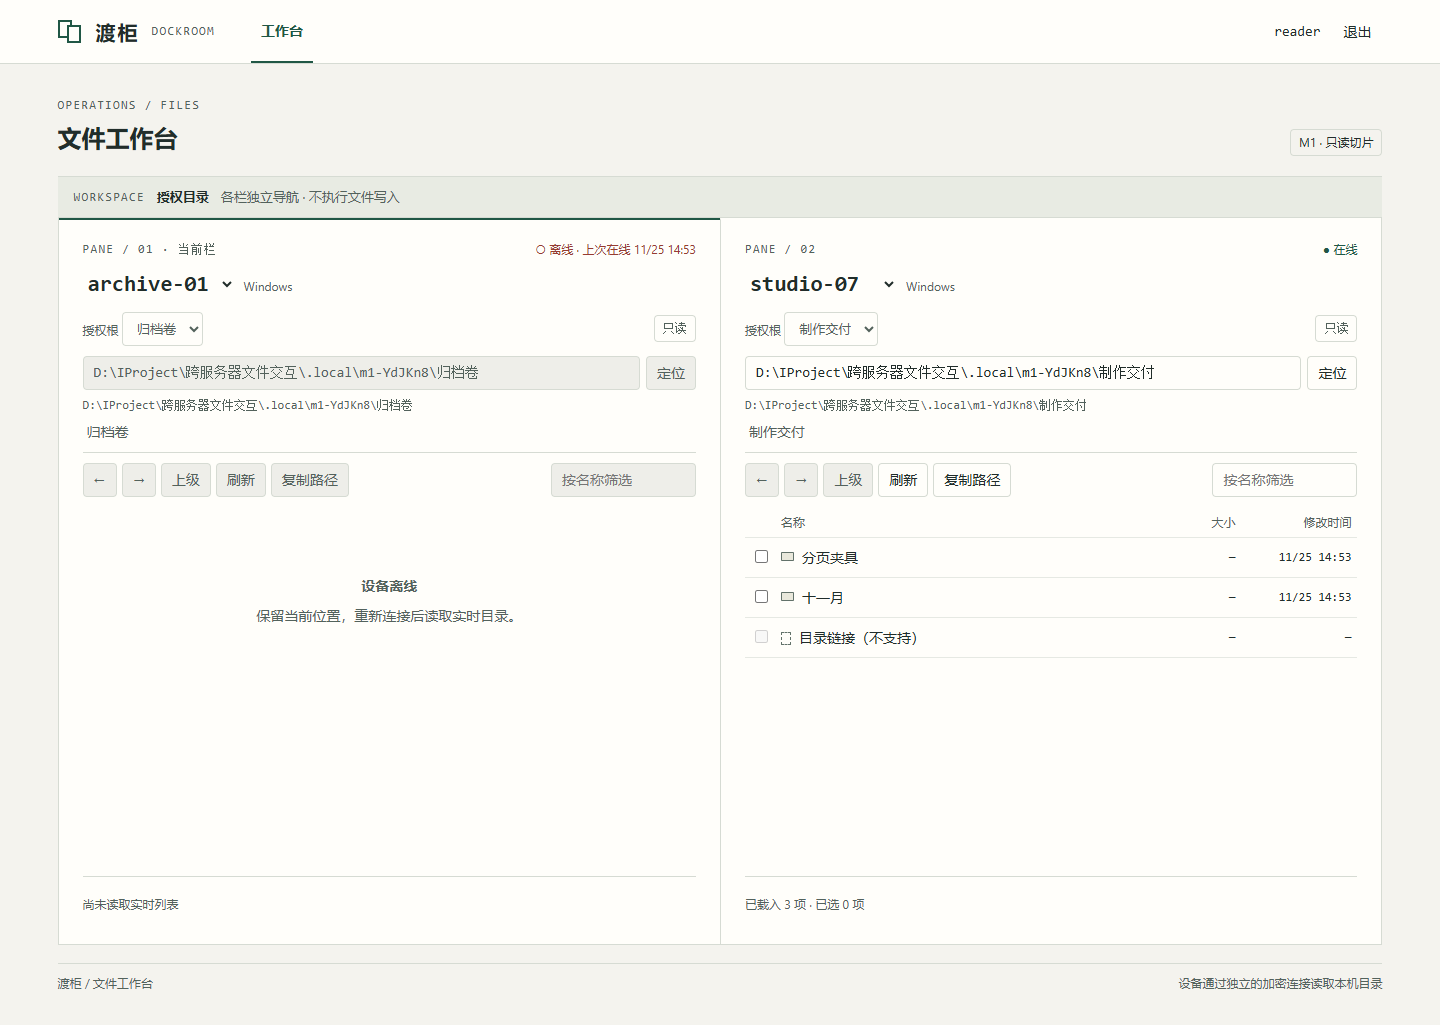 渡柜 DOCKROOM 工作台 reader 退出
OPERATIONS / FILES
文件工作台
M1 · 只读切片
WORKSPACE 授权目录 各栏独立导航 · 不执行文件写入
PANE / 01 · 当前栏 离线 · 上次在线 11/25 14:53
archive-01 Windows
授权根 归档卷 只读
D:\IProject\跨服务器文件交互\.local\m1-YdJKn8\归档卷 定位
D:\IProject\跨服务器文件交互\.local\m1-YdJKn8\归档卷
归档卷
← → 上级 刷新 复制路径 按名称筛选
设备离线
保留当前位置，重新连接后读取实时目录。
尚未读取实时列表
PANE / 02 在线
studio-07 Windows
授权根 制作交付 只读
D:\IProject\跨服务器文件交互\.local\m1-YdJKn8\制作交付 定位
D:\IProject\跨服务器文件交互\.local\m1-YdJKn8\制作交付
制作交付
← → 上级 刷新 复制路径 按名称筛选
名称 大小 修改时间
分页夹具 — 11/25 14:53
十一月 — 11/25 14:53
目录链接（不支持） — —
已载入 3 项 · 已选 0 项
渡柜 / 文件工作台 设备通过独立的加密连接读取本机目录